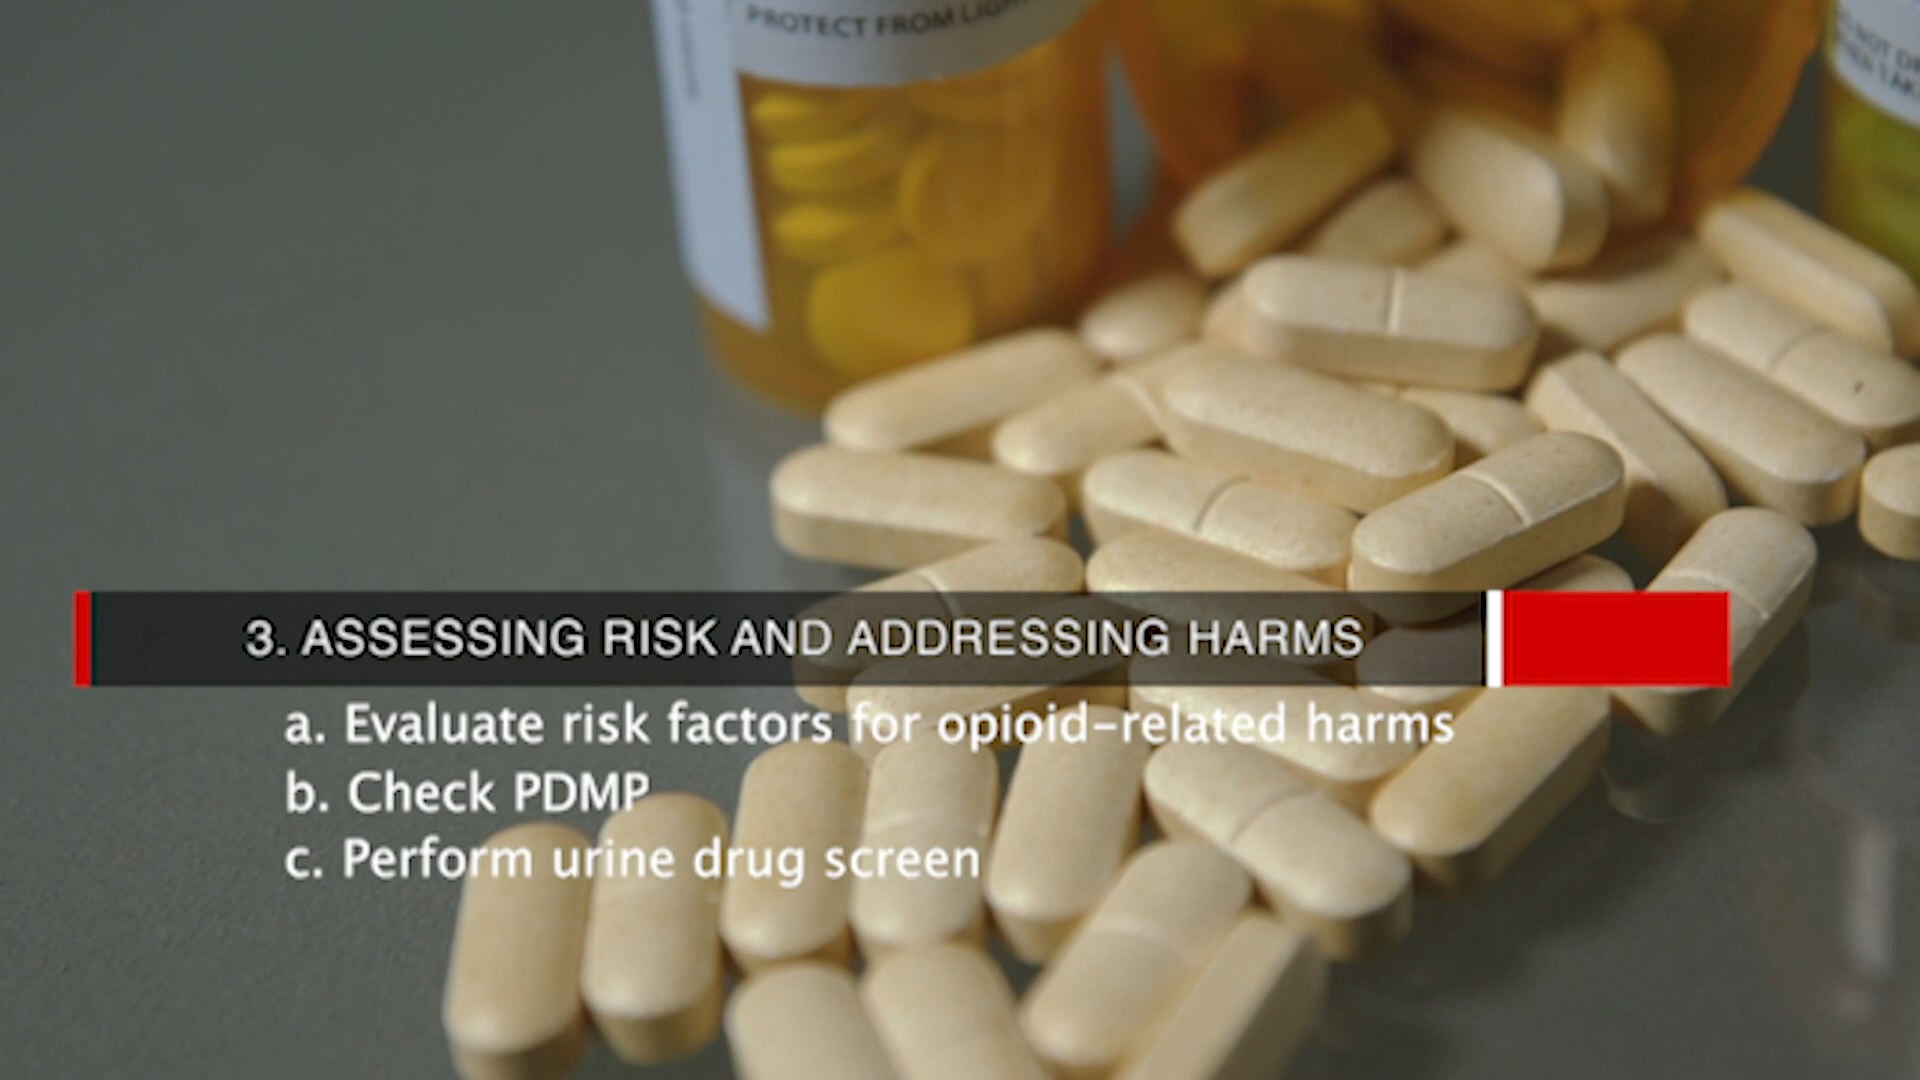 PROTECT FROM LIGHT
3. ASSESSING RISK AND ADDRESSING HARMS
a. Evaluate risk factors for opioid-related harms
b. Check PDMP
c. Perform urine drug screen